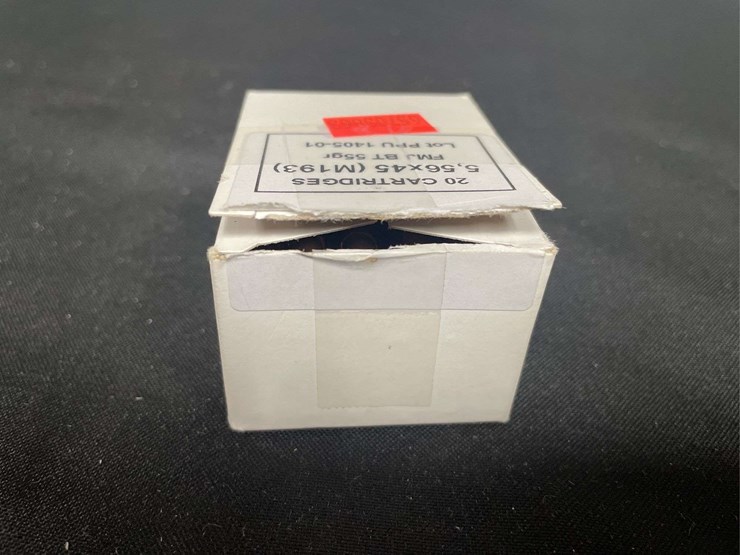 20 CARTRIDGES
5,56x45 (M193)
FMJ BT 55gr
Lot PPU 1405-01